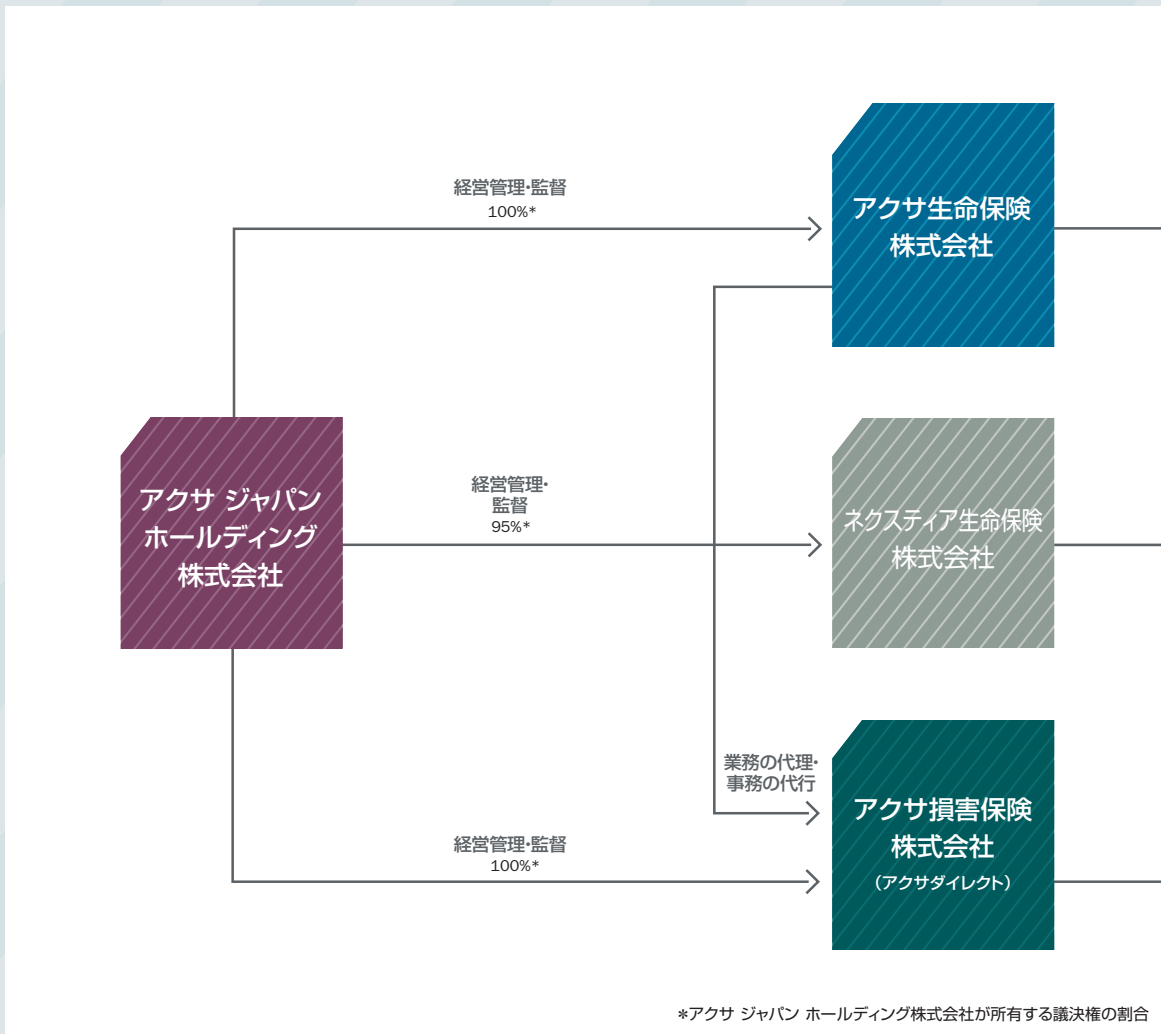 経営管理・監督
100%*
アクサ生命保険
株式会社
アクサ ジャパン
ホールディング
株式会社
経営管理・
監督
95%*
ネクスティア生命保険
株式会社
業務の代理・
事務の代行
経営管理・監督
100%*
アクサ損害保険
株式会社
(アクサダイレクト)
*アクサ ジャパン ホールディング株式会社が所有する議決権の割合